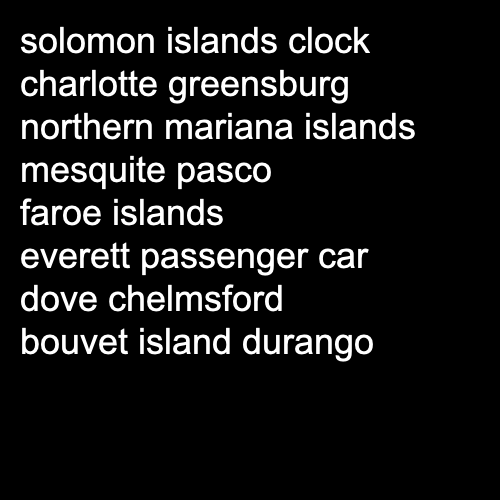 solomon islands clock
charlotte greensburg
northern mariana islands
mesquite pasco
faroe islands
everett passenger car
dove chelmsford
bouvet island durango